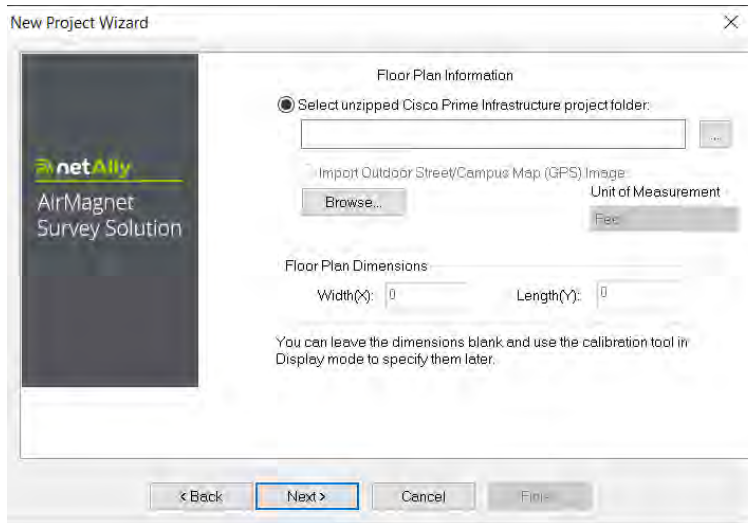 New Project Wizard
netAlly
AirMagnet
Survey Solution
Floor Plan Information
Select unzipped Cisco Prime Infrastructure project folder:
...
Import Outdoor Street/Campus Map (GPS) Image:
Browse...
Unit of Measurement
Feet
Floor Plan Dimensions
Width(X): 0
Length(Y): 0
You can leave the dimensions blank and use the calibration tool in
Display mode to specify them later.
< Back
Next >
Cancel
Finish